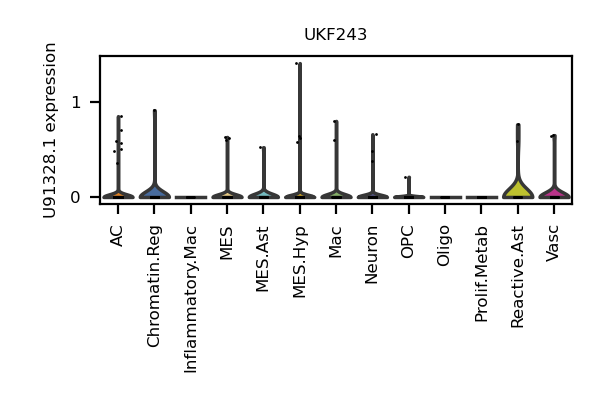 UKF243
U91328.1 expression
1
0
AC
Chromatin.Reg
Inflammatory.Mac
MES
MES.Ast
MES.Hyp
Mac
Neuron
OPC
Oligo
Prolif.Metab
Reactive.Ast
Vasc